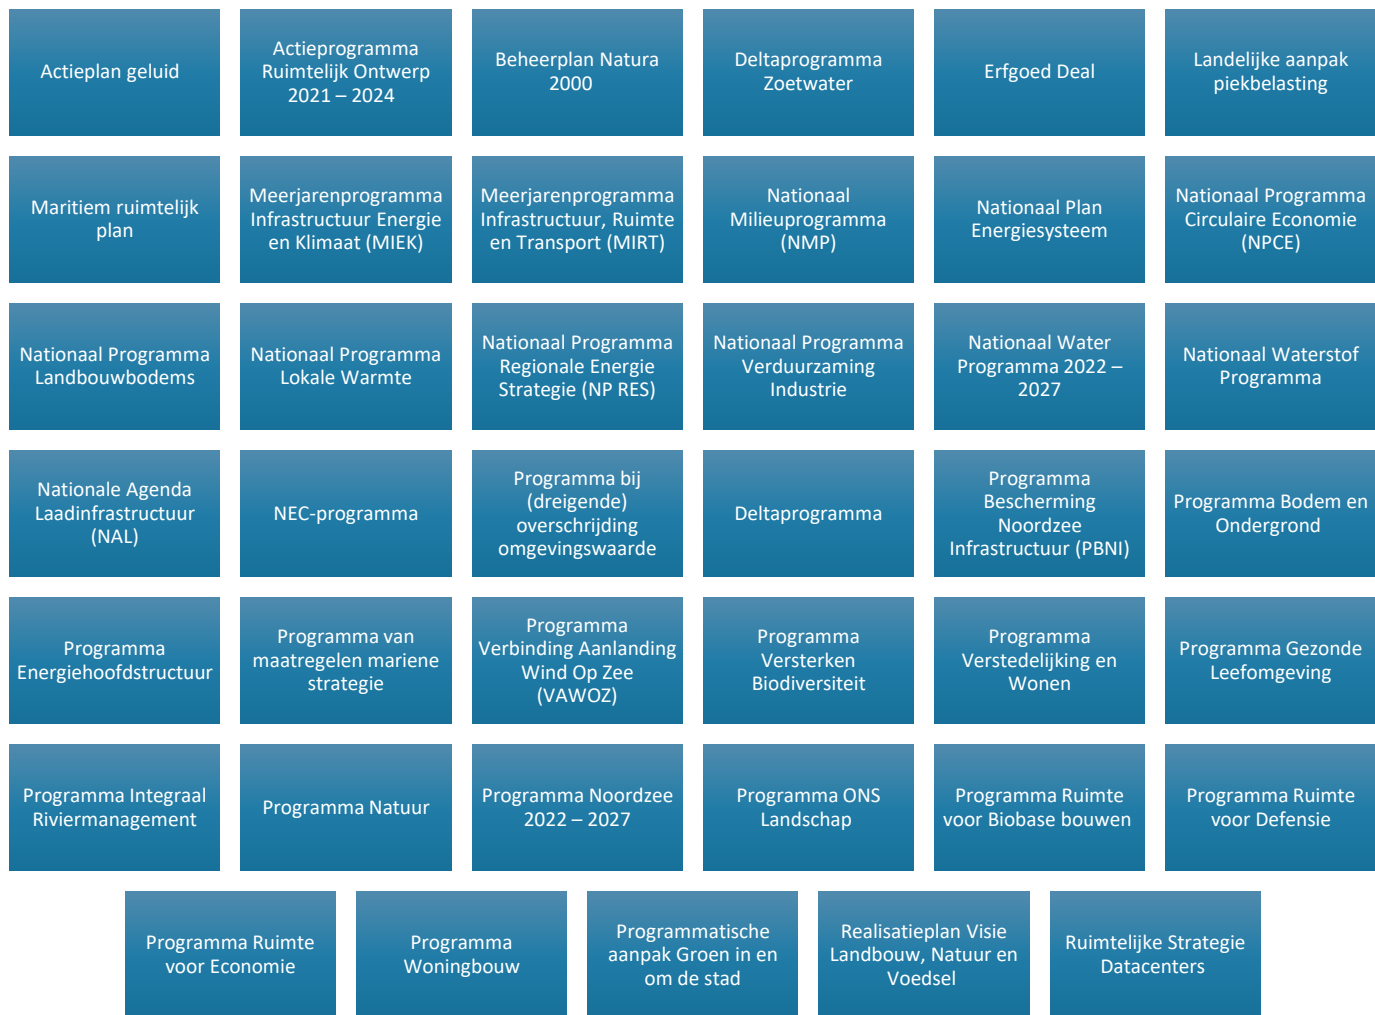 Actieplan geluid
Actieprogramma
Ruimtelijk Ontwerp
2021 – 2024
Beheerplan Natura
2000
Deltaprogramma
Zoetwater
Erfgoed Deal
Landelijke aanpak
piekbelasting
Maritiem ruimtelijk
plan
Meerjarenprogramma
Infrastructuur Energie
en Klimaat (MIEK)
Meerjarenprogramma
Infrastructuur, Ruimte
en Transport (MIRT)
Nationaal
Milieuprogramma
(NMP)
Nationaal Plan
Energiesysteem
Nationaal Programma
Circulaire Economie
(NPCE)
Nationaal Programma
Landbouwbodems
Nationaal Programma
Lokale Warmte
Nationaal Programma
Regionale Energie
Strategie (NP RES)
Nationaal Programma
Verduurzaming
Industrie
Nationaal Water
Programma 2022 –
2027
Nationaal Waterstof
Programma
Nationale Agenda
Laadinfrastructuur
(NAL)
NEC-programma
Programma bij
(dreigende)
overschrijding
omgevingswaarde
Deltaprogramma
Programma
Bescherming
Noordzee
Infrastructuur (PBNI)
Programma Bodem en
Ondergrond
Programma
Energiehoofdstructuur
Programma van
maatregelen mariene
strategie
Programma
Verbinding Aanlanding
Wind Op Zee
(VAWOZ)
Programma
Versterken
Biodiversiteit
Programma
Verstedelijking en
Wonen
Programma Gezonde
Leefomgeving
Programma Integraal
Riviermanagement
Programma Natuur
Programma Noordzee
2022 – 2027
Programma ONS
Landschap
Programma Ruimte
voor Biobase bouwen
Programma Ruimte
voor Defensie
Programma Ruimte
voor Economie
Programma
Woningbouw
Programmatische
aanpak Groen in en
om de stad
Realisatieplan Visie
Landbouw, Natuur en
Voedsel
Ruimtelijke Strategie
Datacenters